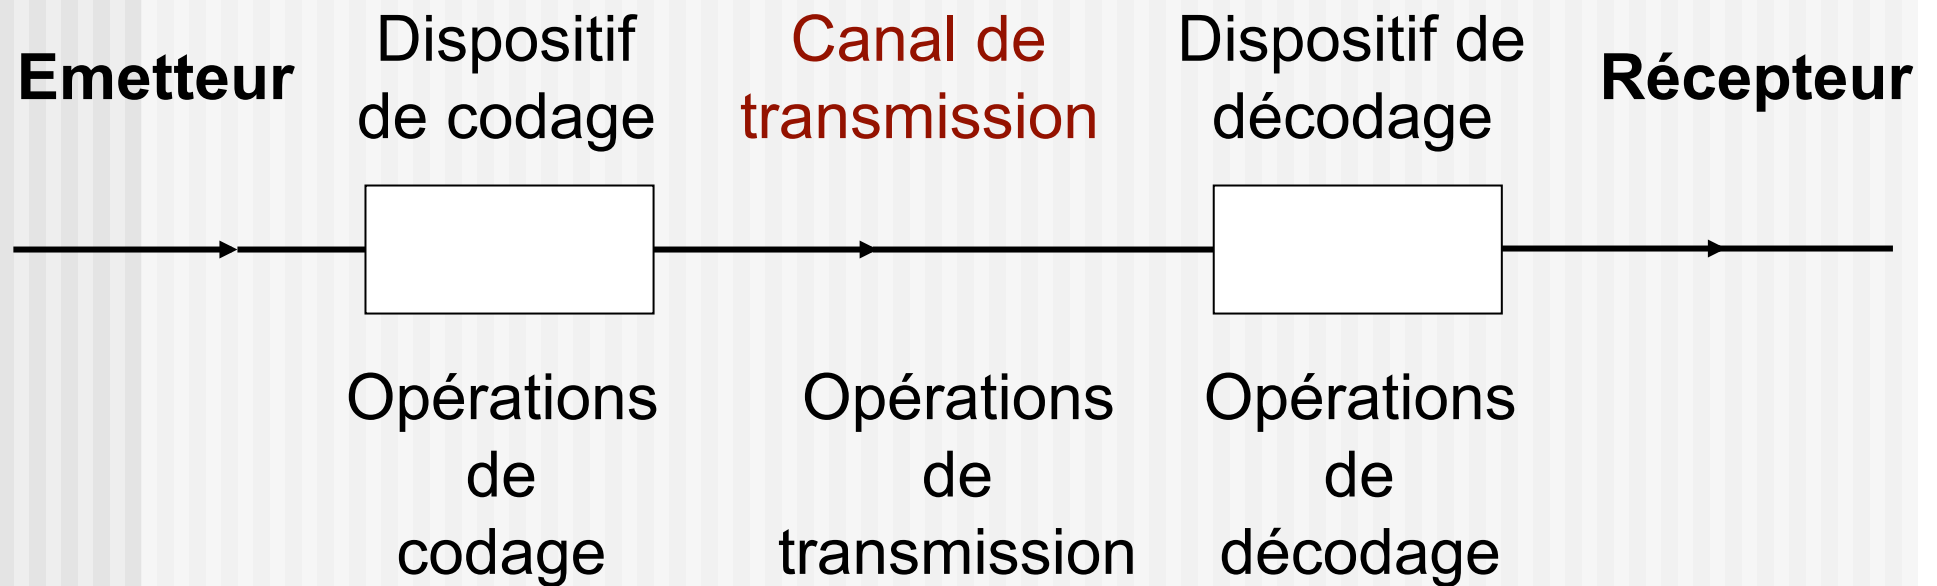 Emetteur
Dispositif
de codage
Canal de
transmission
Dispositif de
décodage
Récepteur
Opérations
de
codage
Opérations
de
transmission
Opérations
de
décodage